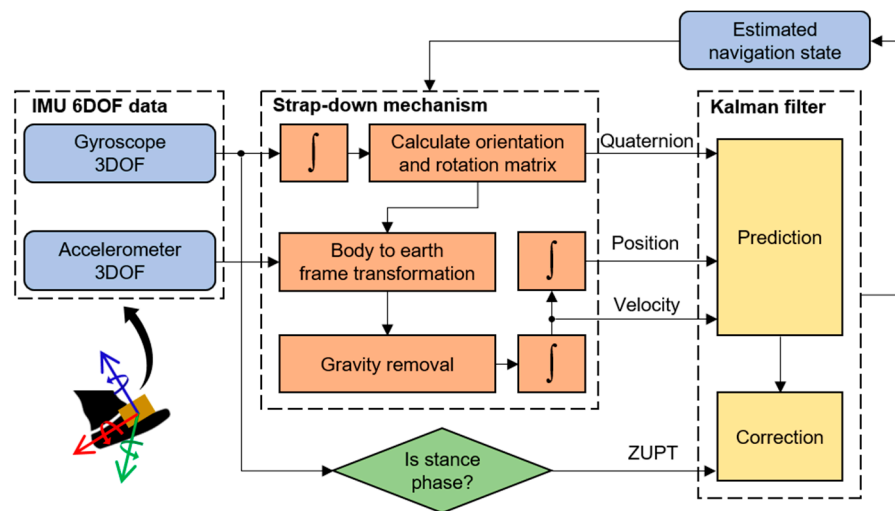 Estimated
navigation state
IMU 6DOF data
Gyroscope
3DOF
Accelerometer
3DOF
Strap-down mechanism
∫
Calculate orientation
and rotation matrix
Body to earth
frame transformation
∫
Gravity removal
∫
Quaternion
Position
Velocity
Kalman filter
Prediction
Correction
Is stance
phase?
ZUPT